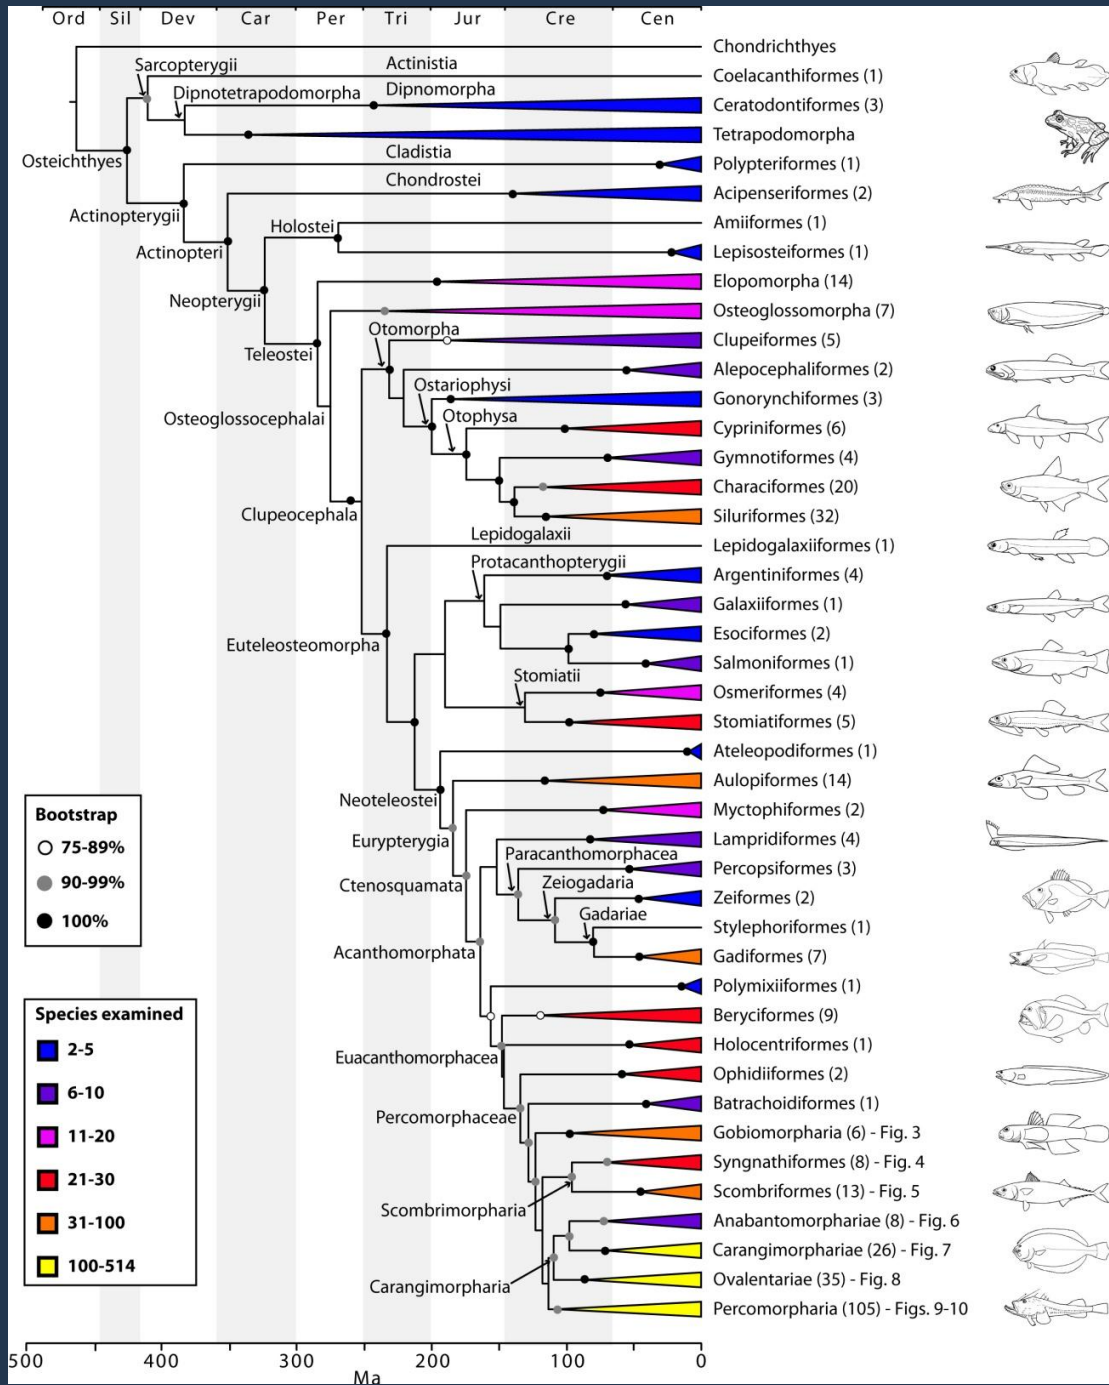 Ord Sil Dev Car Per Tri Jur Cre Cen
Chondrichthyes
Sarcopterygii
Actinistia
Coelacanthiformes (1)
Dipnotetrapodomorpha
Dipnomorpha
Ceratodontiformes (3)
Tetrapodomorpha
Osteichthyes
Cladistia
Polypteriformes (1)
Chondrostei
Acipenseriformes (2)
Actinopterygii
Holostei
Amiiformes (1)
Actinopteri
Lepisosteiformes (1)
Elopomorpha (14)
Neopterygii
Osteoglossomorpha (7)
Otomorpha
Clupeiformes (5)
Teleostei
Alepocephaliformes (2)
Ostariophysi
Gonorynchiformes (3)
Osteoglossocephalai
Otophysa
Cypriniformes (6)
Gymnotiformes (4)
Characiformes (20)
Clupeocephala
Siluriformes (32)
Lepidogalaxii
Lepidogalaxiiformes (1)
Protacanthopterygii
Argentiniformes (4)
Galaxiiformes (1)
Euteleosteomorpha
Esociformes (2)
Salmoniformes (1)
Stomiatii
Osmeriformes (4)
Stomiatiformes (5)
Ateleopodiformes (1)
Aulopiformes (14)
Neoteleostei
Myctophiformes (2)
Eurypterygia
Lampridiformes (4)
Paracanthomorphacea
Percopsiformes (3)
Ctenosquamata
Zeiogadaria
Zeiformes (2)
Gadariae
Stylephoriformes (1)
Acanthomorphata
Gadiformes (7)
Polymixiiformes (1)
Beryciformes (9)
Euacanthomorphacea
Holocentriformes (1)
Ophidiiformes (2)
Percomorphaceae
Batrachoidiformes (1)
Gobiomorpharia (6) - Fig. 3
Syngnathiformes (8) - Fig. 4
Scombriformes (13) - Fig. 5
Scombrimorpharia
Anabantomorphariae (8) - Fig. 6
Carangimorphariae (26) - Fig. 7
Carangimorpharia
Ovalentariae (35) - Fig. 8
Percomorpharia (105) - Figs. 9-10
Bootstrap
75-89%
90-99%
100%
Species examined
2-5
6-10
11-20
21-30
31-100
100-514
500 400 300 200 100 0
Ma